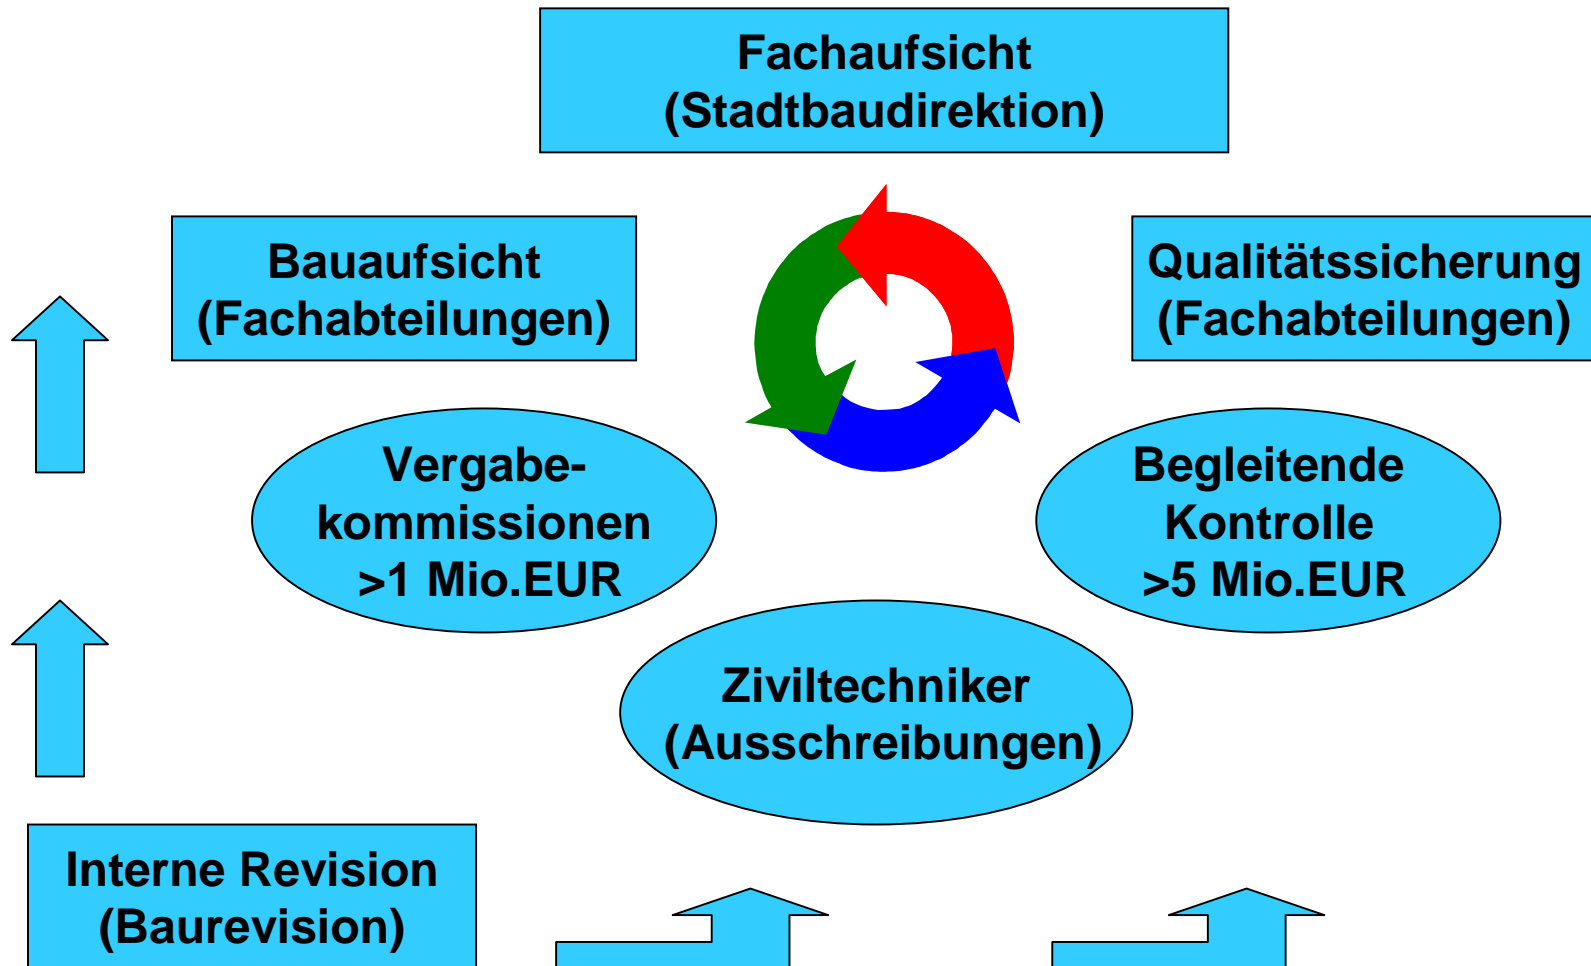 Fachaufsicht
(Stadtbaudirektion)
Bauaufsicht
(Fachabteilungen)
Qualitätssicherung
(Fachabteilungen)
Vergabe-
kommissionen
>1 Mio.EUR
Begleitende
Kontrolle
>5 Mio.EUR
Ziviltechniker
(Ausschreibungen)
Interne Revision
(Baurevision)